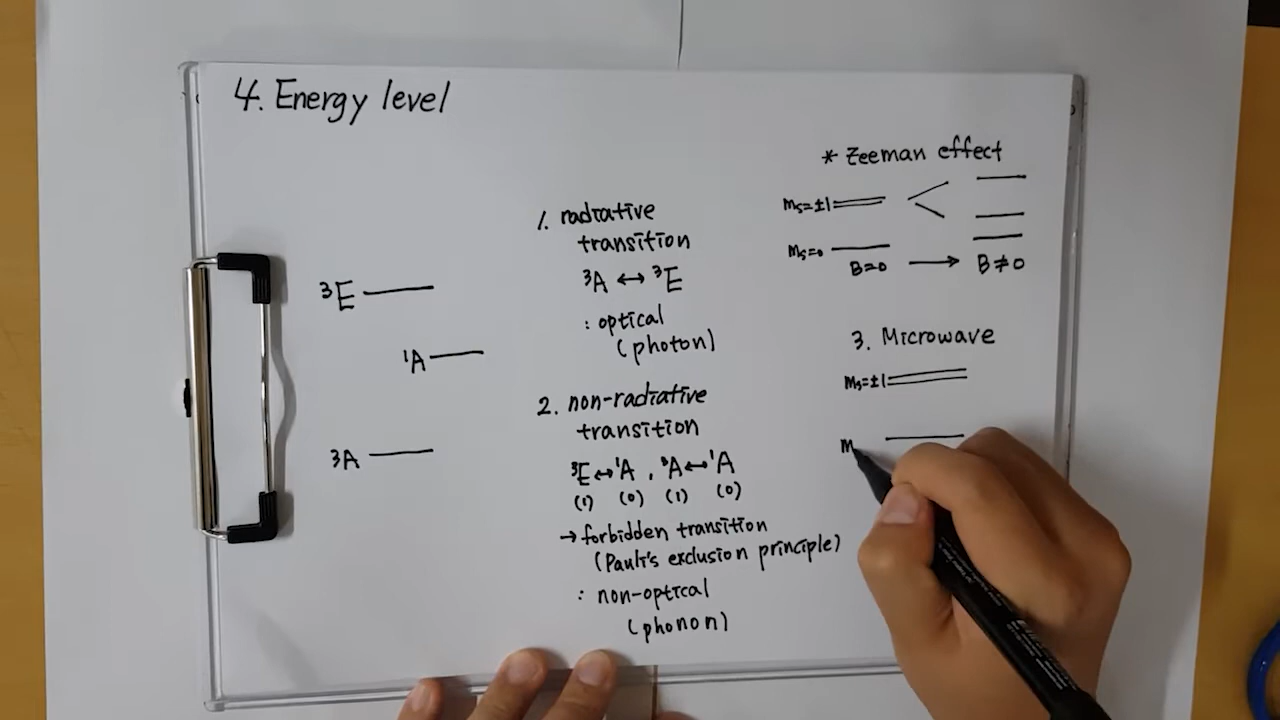 4. Energy level
³E
¹A
³A
1. radiative
transition
³A ↔ ³E
: optical
(photon)
2. non-radiative
transition
³E↔¹A , ³A↔¹A
(1) (0) (1) (0)
→ forbidden transition
(Pauli's exclusion principle)
: non-optical
(phonon)
* Zeeman effect
ms=±1
ms=0
B=0 → B≠0
3. Microwave
ms=±1
m